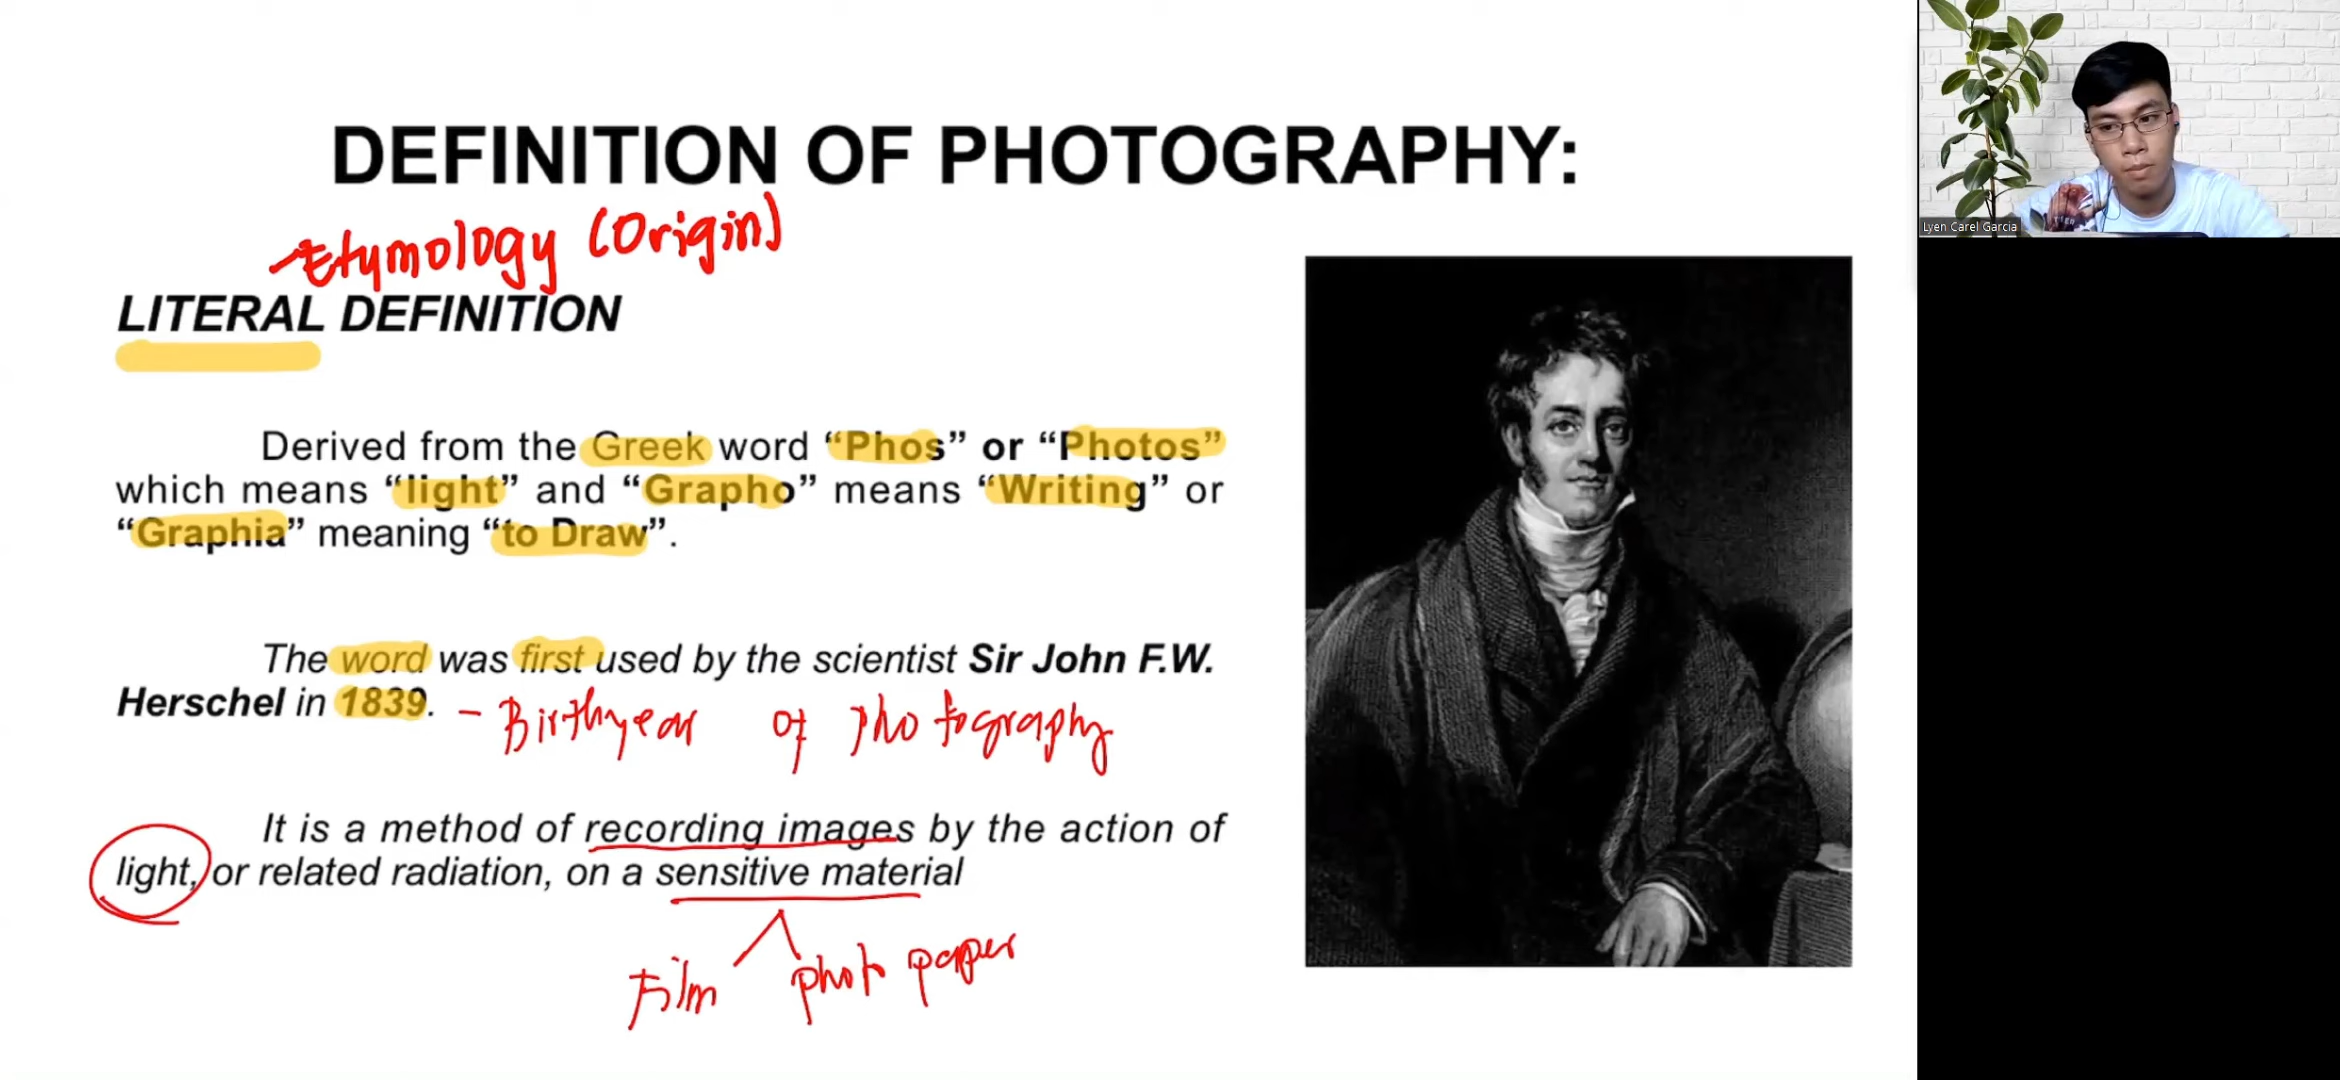 DEFINITION OF PHOTOGRAPHY:
Etymology (Origin)
LITERAL DEFINITION
Derived from the Greek word “Phos” or “Photos”
which means “light” and “Grapho” means “Writing” or
“Graphia” meaning “to Draw”.
The word was first used by the scientist Sir John F.W.
Herschel in 1839. - Birthyear of photography
It is a method of recording images by the action of
light, or related radiation, on a sensitive material
Film photo paper
Lyen Carel Garcia